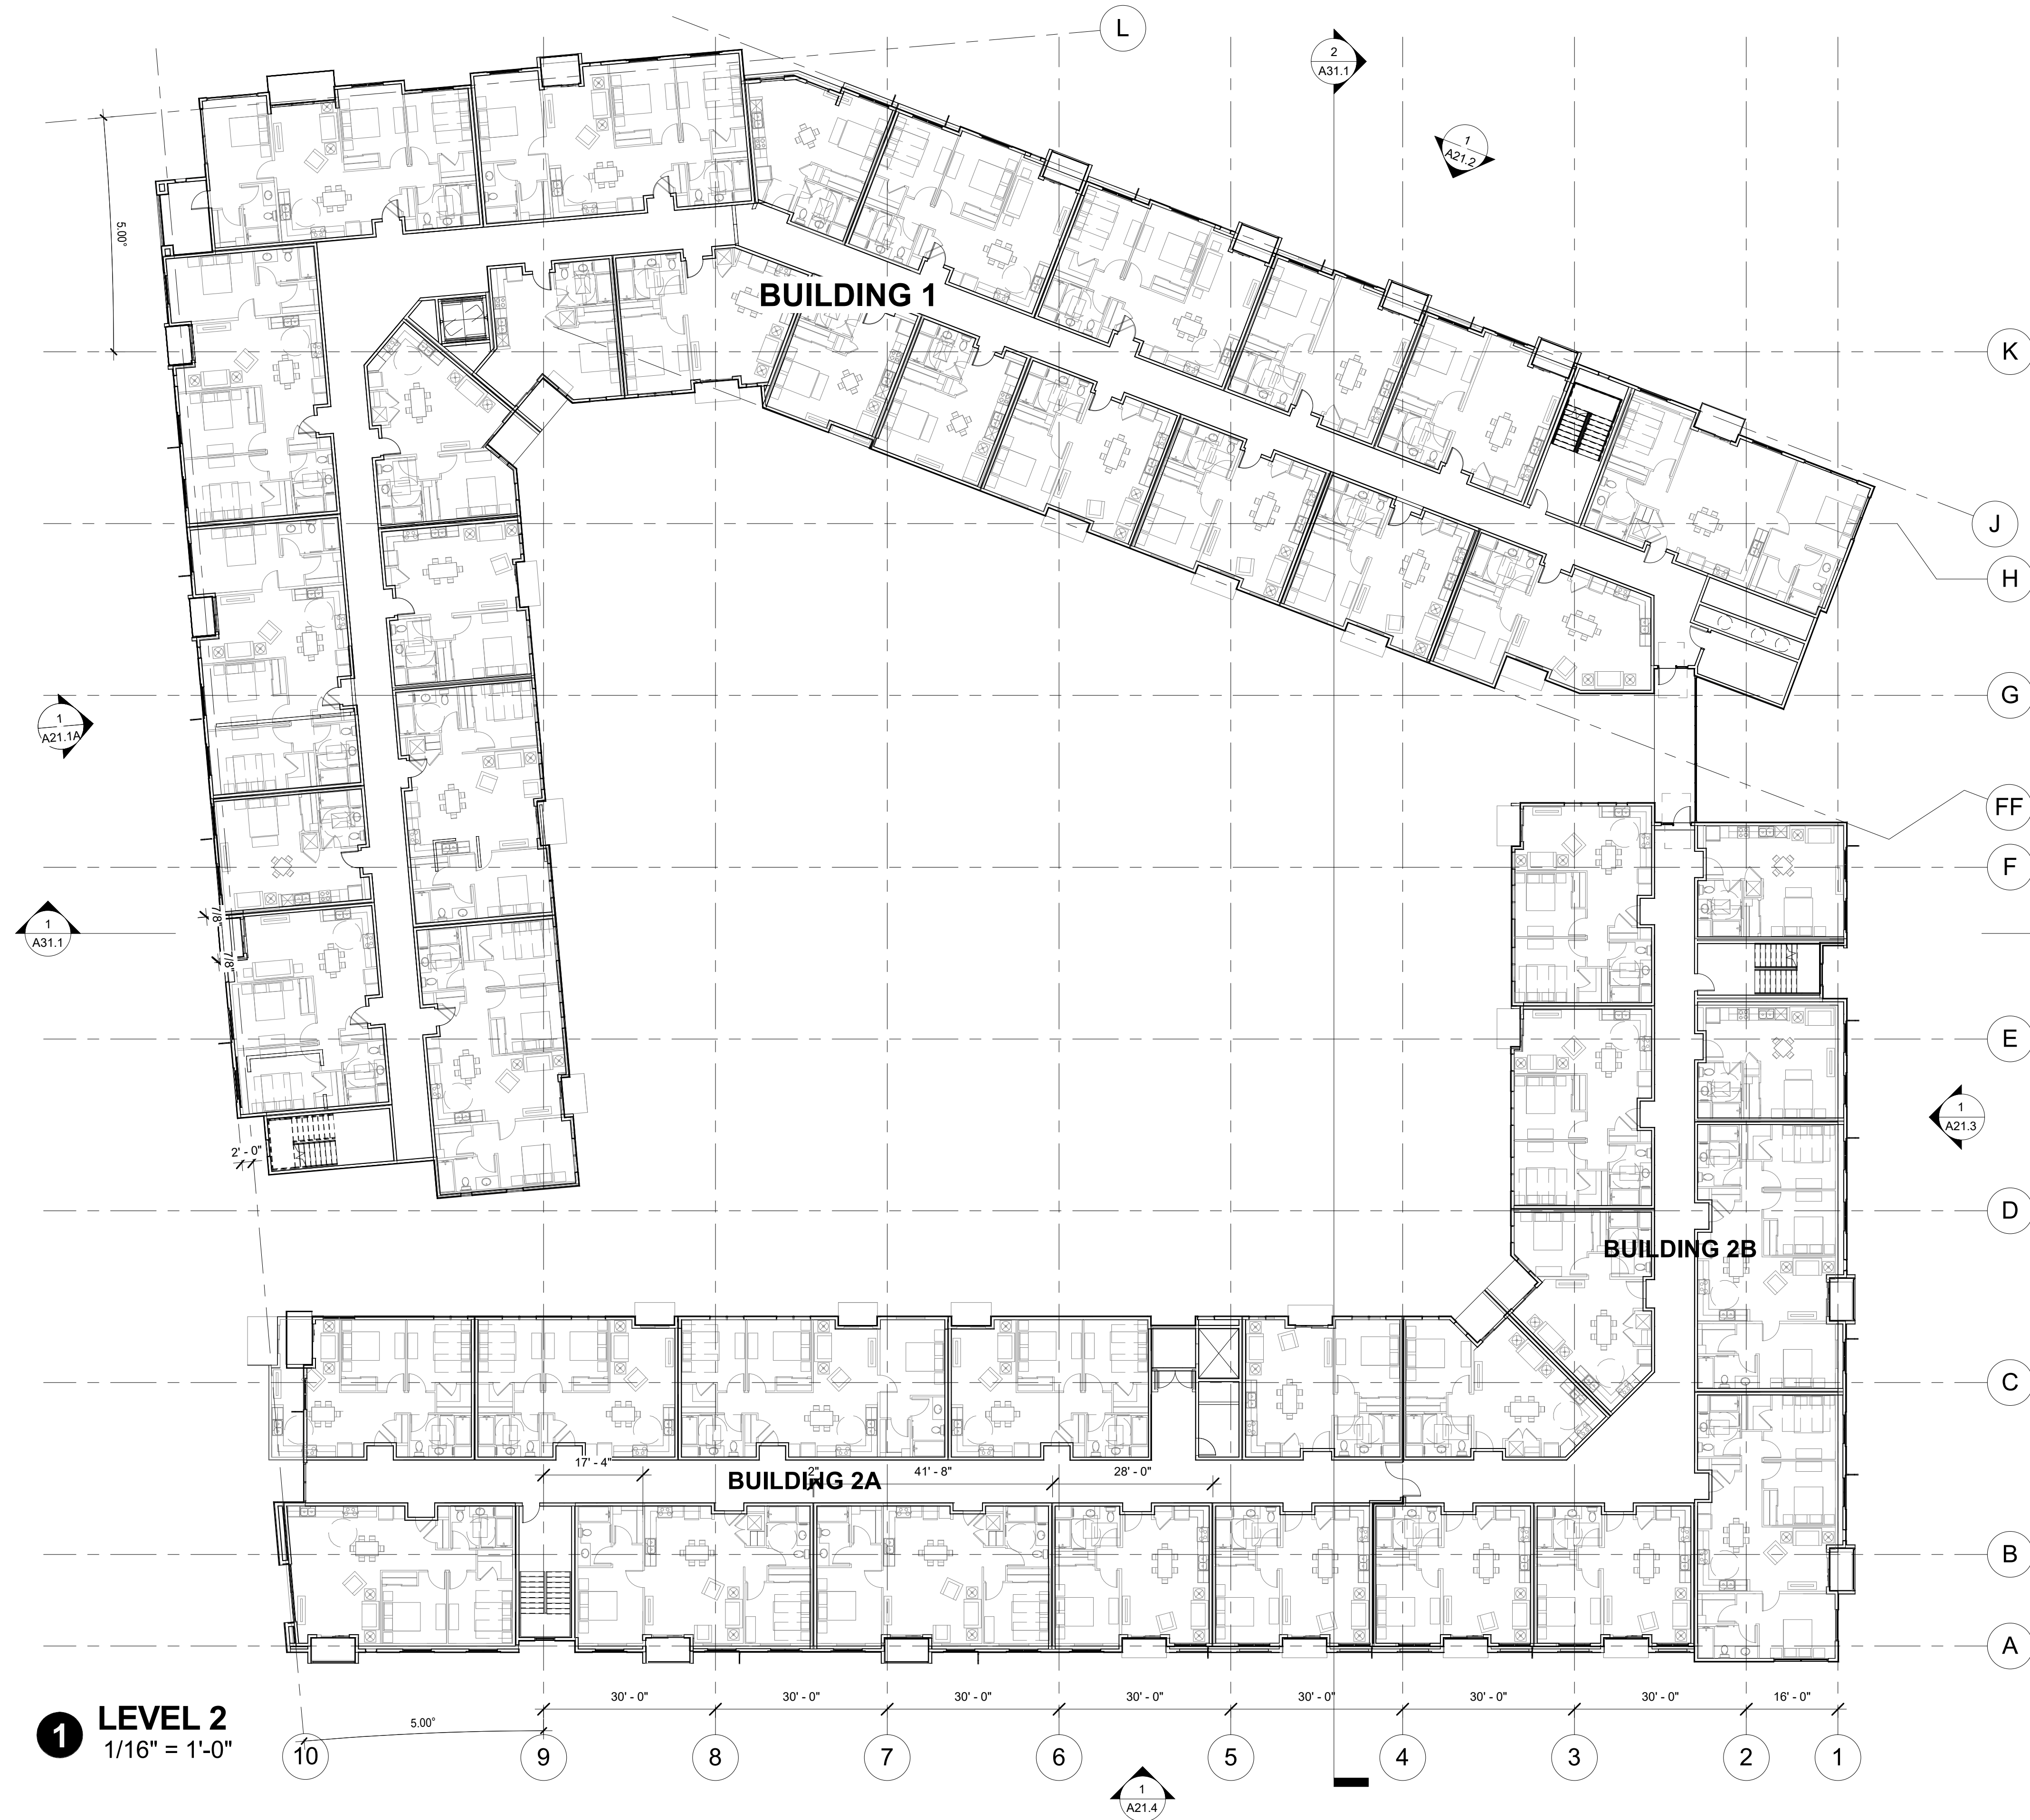 L
2
A31.1
1
A21.2
5.00°
BUILDING 1
K
J
H
G
1
A21.1A
FF
F
7/8"
1
A31.1
7/8"
E
1
A21.3
2' - 0"
D
BUILDING 2B
C
17' - 4"
2"
41' - 8"
28' - 0"
BUILDING 2A
B
A
30' - 0"
30' - 0"
30' - 0"
30' - 0"
30' - 0"
30' - 0"
30' - 0"
16' - 0"
5.00°
1
LEVEL 2
1/16" = 1'-0"
10
9
8
7
6
5
4
3
2
1
1
A21.4